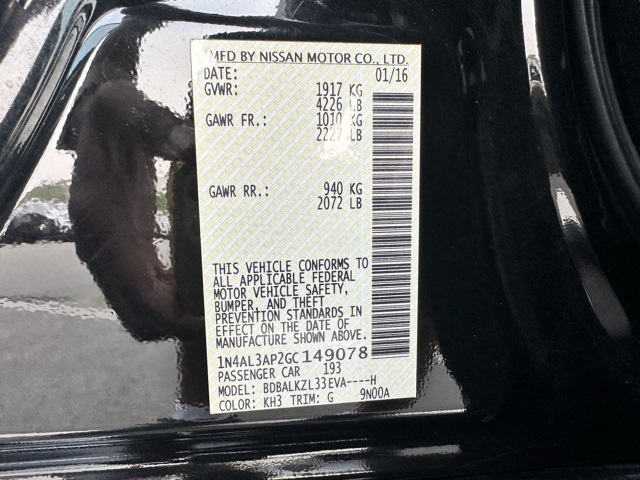 MFD BY NISSAN MOTOR CO., LTD.
DATE: 01/16
GVWR: 1917 KG
4226 LB
GAWR FR.: 1010 KG
2227 LB
GAWR RR.: 940 KG
2072 LB
THIS VEHICLE CONFORMS TO
ALL APPLICABLE FEDERAL
MOTOR VEHICLE SAFETY,
BUMPER, AND THEFT
PREVENTION STANDARDS IN
EFFECT ON THE DATE OF
MANUFACTURE SHOWN ABOVE.
1N4AL3AP2GC149078
PASSENGER CAR 193
MODEL: BDBALKZL33EVA----H
COLOR: KH3 TRIM: G 9N00A